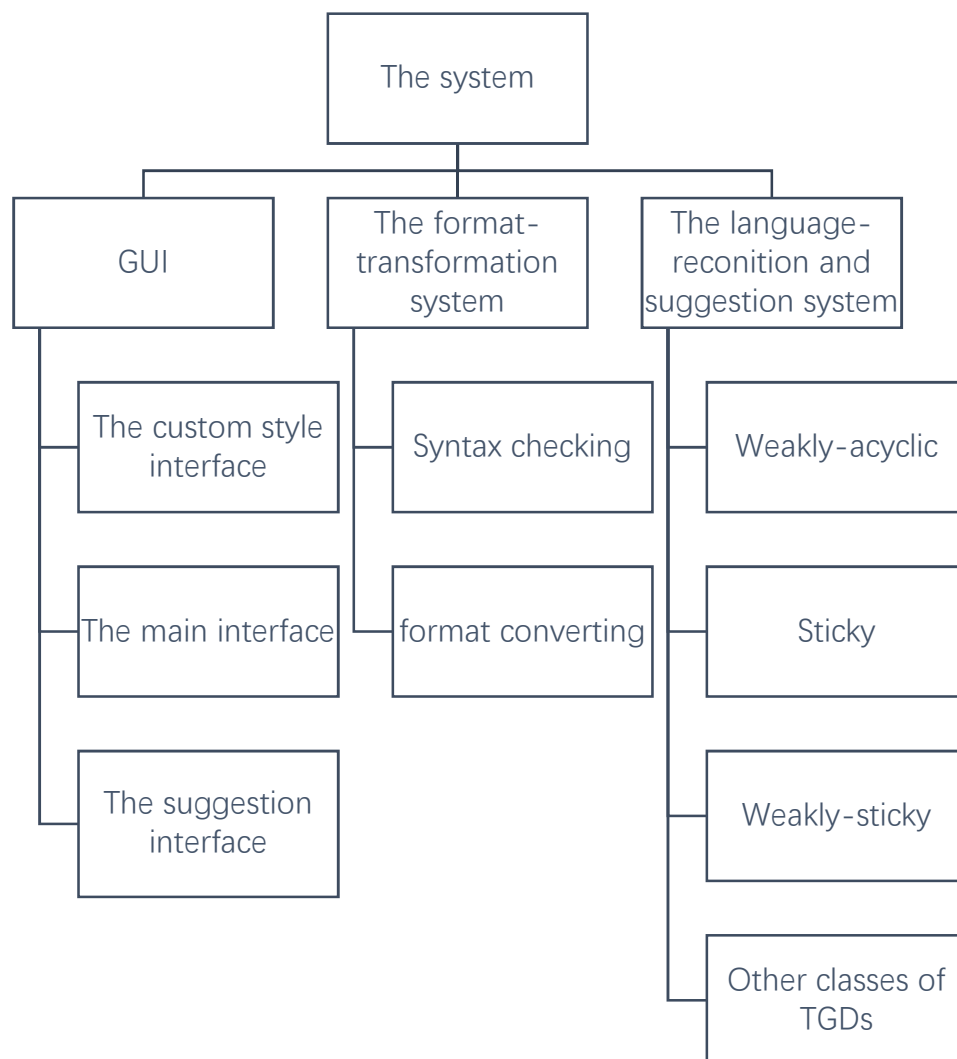 The system
GUI
The format-
transformation
system
The language-
reconition and
suggestion system
The custom style
interface
Syntax checking
Weakly-acyclic
The main interface
format converting
Sticky
The suggestion
interface
Weakly-sticky
Other classes of
TGDs